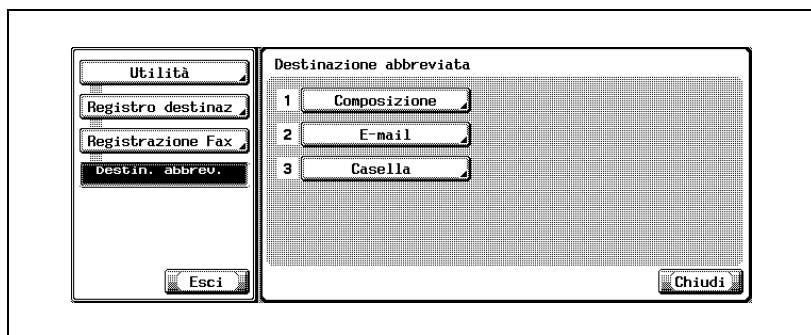 Utilità
Registro destinaz
Registrazione Fax
Destin. abbrev.
Esci
Destinazione abbreviata
1 Composizione
2 E-mail
3 Casella
Chiudi